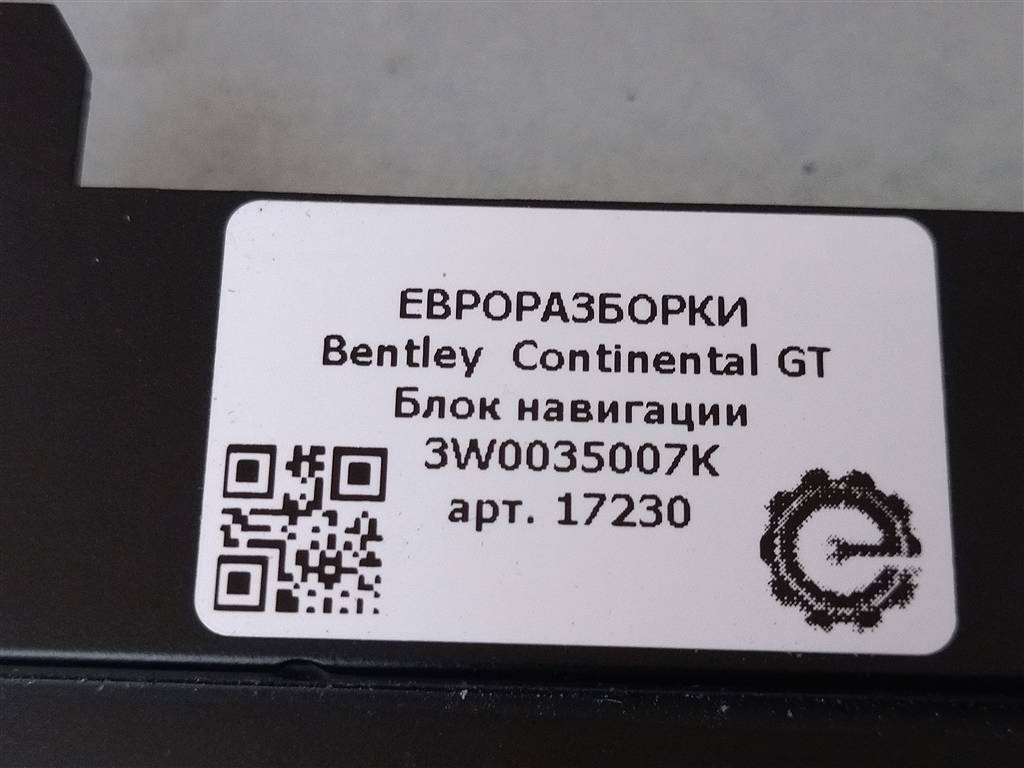 ЕВРОРАЗБОРКИ
Bentley Continental GT
Блок навигации
3W0035007K
арт. 17230